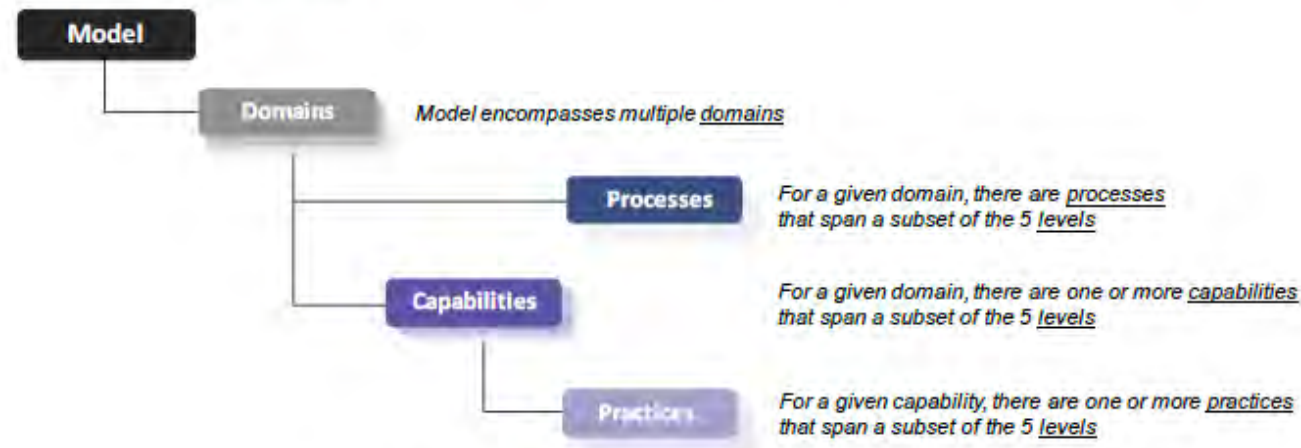 Model
Domains
Model encompasses multiple domains
Processes
For a given domain, there are processes
that span a subset of the 5 levels
Capabilities
For a given domain, there are one or more capabilities
that span a subset of the 5 levels
Practices
For a given capability, there are one or more practices
that span a subset of the 5 levels